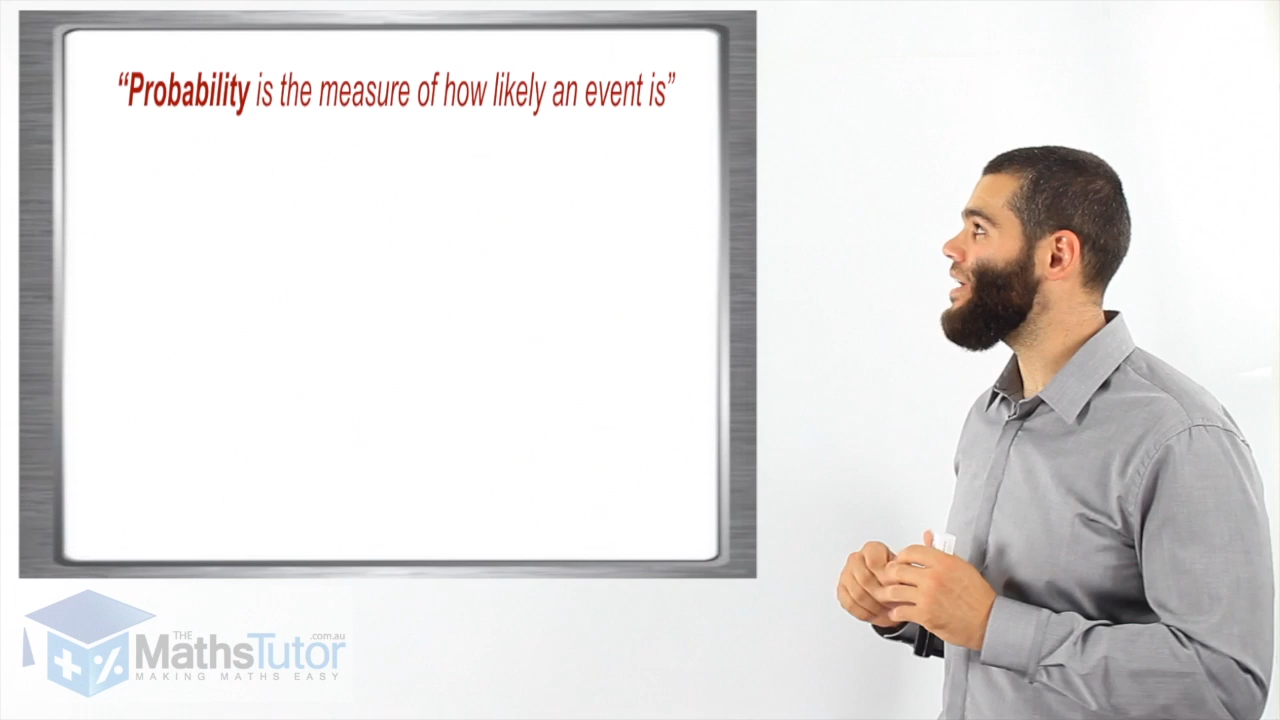 “Probability is the measure of how likely an event is”
THE
MathsTutor
.com.au
MAKING MATHS EASY